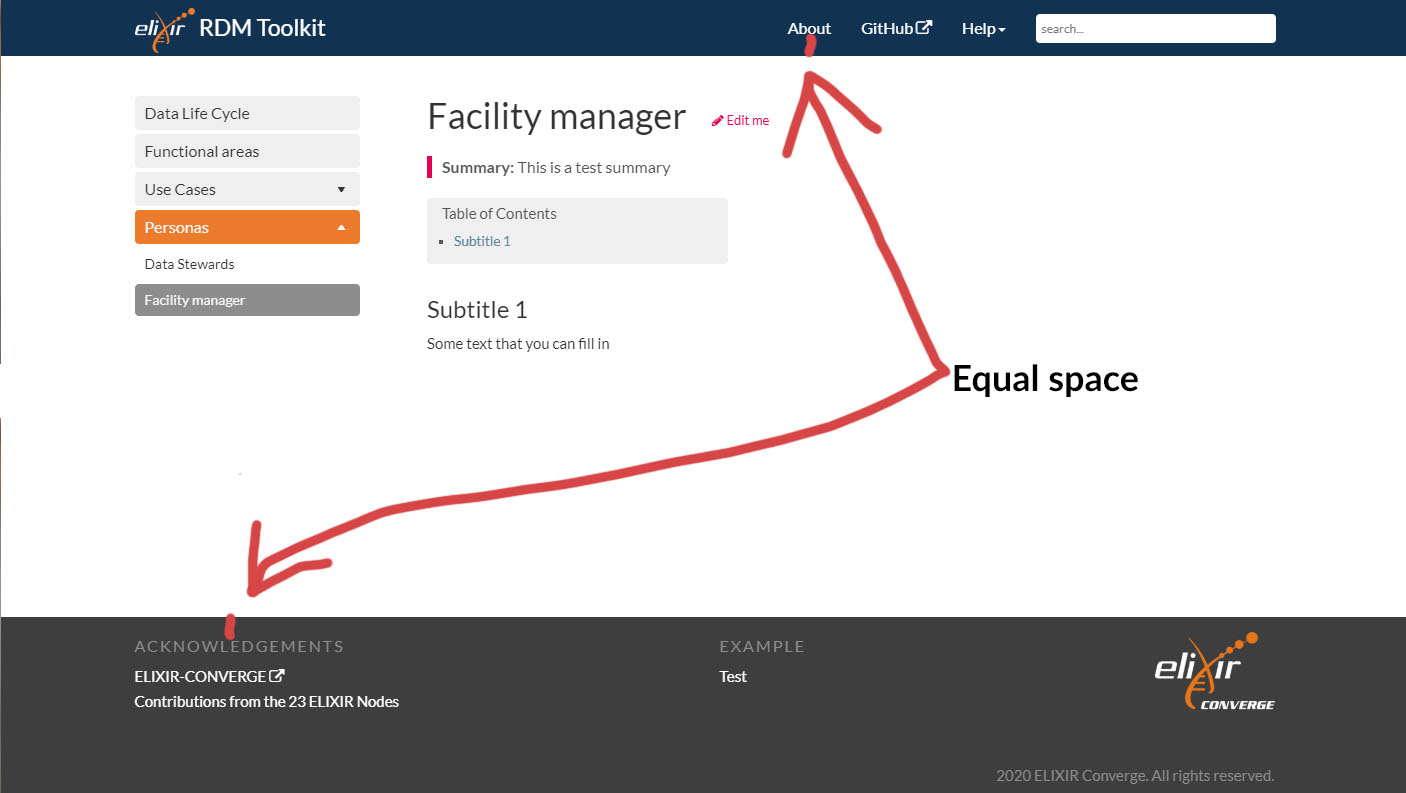 elixir RDM Toolkit About GitHub Help search...
Data Life Cycle
Functional areas
Use Cases
Personas
Data Stewards
Facility manager
Facility manager Edit me
Summary: This is a test summary
Table of Contents
Subtitle 1
Subtitle 1
Some text that you can fill in
Equal space
ACKNOWLEDGEMENTS
ELIXIR-CONVERGE
Contributions from the 23 ELIXIR Nodes
EXAMPLE
Test
elixir
CONVERGE
2020 ELIXIR Converge. All rights reserved.